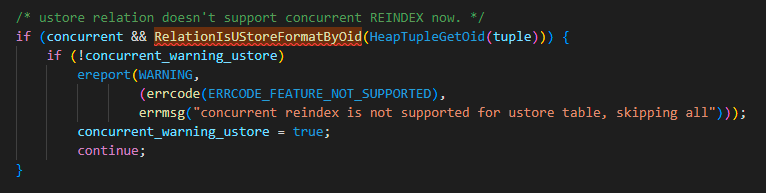 /* ustore relation doesn't support concurrent REINDEX now. */
if (concurrent && RelationIsUStoreFormatByOid(HeapTupleGetOid(tuple))) {
    if (!concurrent_warning_ustore)
        ereport(WARNING,
                (errcode(ERRCODE_FEATURE_NOT_SUPPORTED),
                errmsg("concurrent reindex is not supported for ustore table, skipping all")));
        concurrent_warning_ustore = true;
        continue;
}